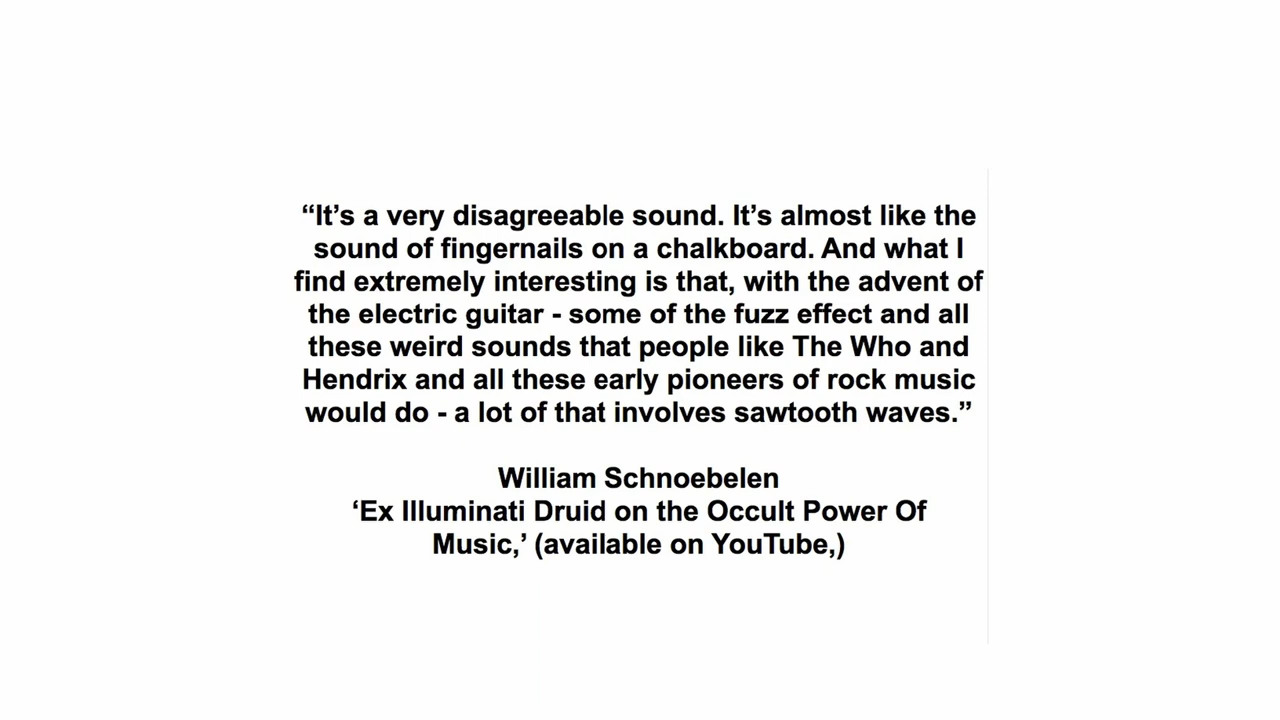 “It’s a very disagreeable sound. It’s almost like the
sound of fingernails on a chalkboard. And what I
find extremely interesting is that, with the advent of
the electric guitar - some of the fuzz effect and all
these weird sounds that people like The Who and
Hendrix and all these early pioneers of rock music
would do - a lot of that involves sawtooth waves.”
William Schnoebelen
‘Ex Illuminati Druid on the Occult Power Of
Music,’ (available on YouTube,)